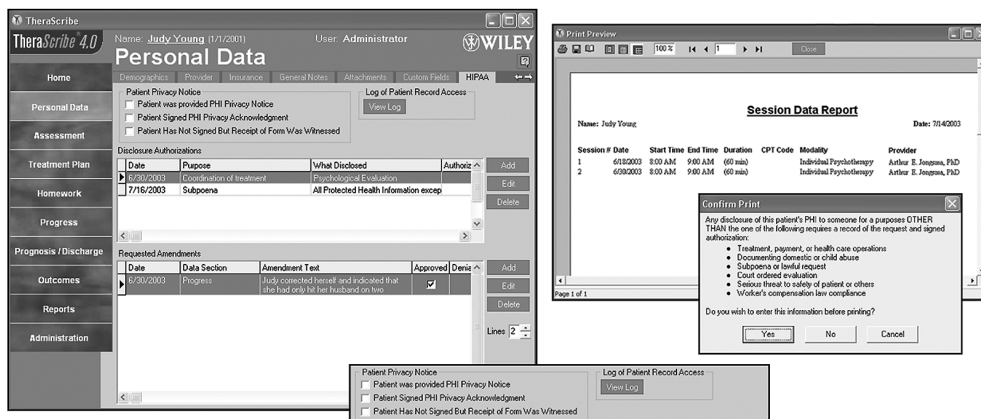 TheraScribe
TheraScribe 4.0
Name: Judy Young (1/1/2001) User: Administrator
WILEY
Personal Data
Demographics Provider Insurance General Notes Attachments Custom Fields HIPAA
Home
Personal Data
Assessment
Treatment Plan
Homework
Progress
Prognosis / Discharge
Outcomes
Reports
Administration
Patient Privacy Notice
Patient was provided PHI Privacy Notice
Patient Signed PHI Privacy Acknowledgment
Patient Has Not Signed But Receipt of Form Was Witnessed
Log of Patient Record Access
View Log
Disclosure Authorizations
Date Purpose What Disclosed Authoriz
6/30/2003 Coordination of treatment Psychological Evaluation
7/16/2003 Subpoena All Protected Health Information excep
Add
Edit
Delete
Requested Amendments
Date Data Section Amendment Text Approved Denia
6/30/2003 Progress Judy corrected herself and indicated that
she had only hit her husband on two
Add
Edit
Delete
Lines 2
Print Preview
100% 1 Close
Session Data Report
Name: Judy Young Date: 7/14/2003
Session # Date Start Time End Time Duration CPT Code Modality Provider
1 6/18/2003 8:00 AM 9:00 AM (60 min) Individual Psychotherapy Arthur E. Jongsma, PhD
2 6/30/2003 8:00 AM 9:00 AM (60 min) Individual Psychotherapy Arthur E. Jongsma, PhD
Page 1 of 1
Confirm Print
Any disclosure of this patient's PHI to someone for a purposes OTHER
THAN the one of the following requires a record of the request and signed
authorization:
● Treatment, payment, or health care operations
● Documenting domestic or child abuse
● Subpoena or lawful request
● Court ordered evaluation
● Serious threat to safety of patient or others
● Worker's compensation law compliance
Do you wish to enter this information before printing?
Yes No Cancel
Patient Privacy Notice
Patient was provided PHI Privacy Notice
Patient Signed PHI Privacy Acknowledgment
Patient Has Not Signed But Receipt of Form Was Witnessed
Log of Patient Record Access
View Log